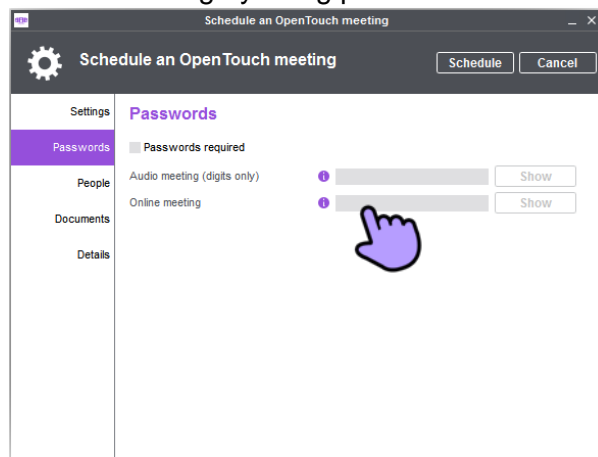 Schedule an OpenTouch meeting
Schedule an OpenTouch meeting
Schedule
Cancel
Settings
Passwords
People
Documents
Details
Passwords
Passwords required
Audio meeting (digits only)
Show
Online meeting
Show